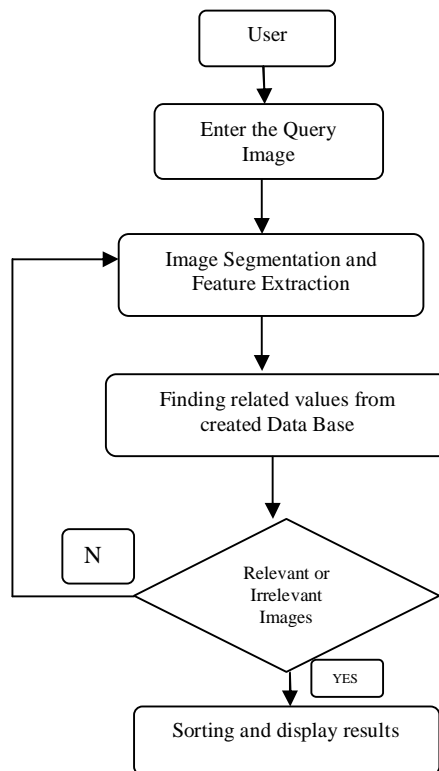 User
Enter the Query
Image
Image Segmentation and
Feature Extraction
Finding related values from
created Data Base
N
Relevant or
Irrelevant
Images
YES
Sorting and display results